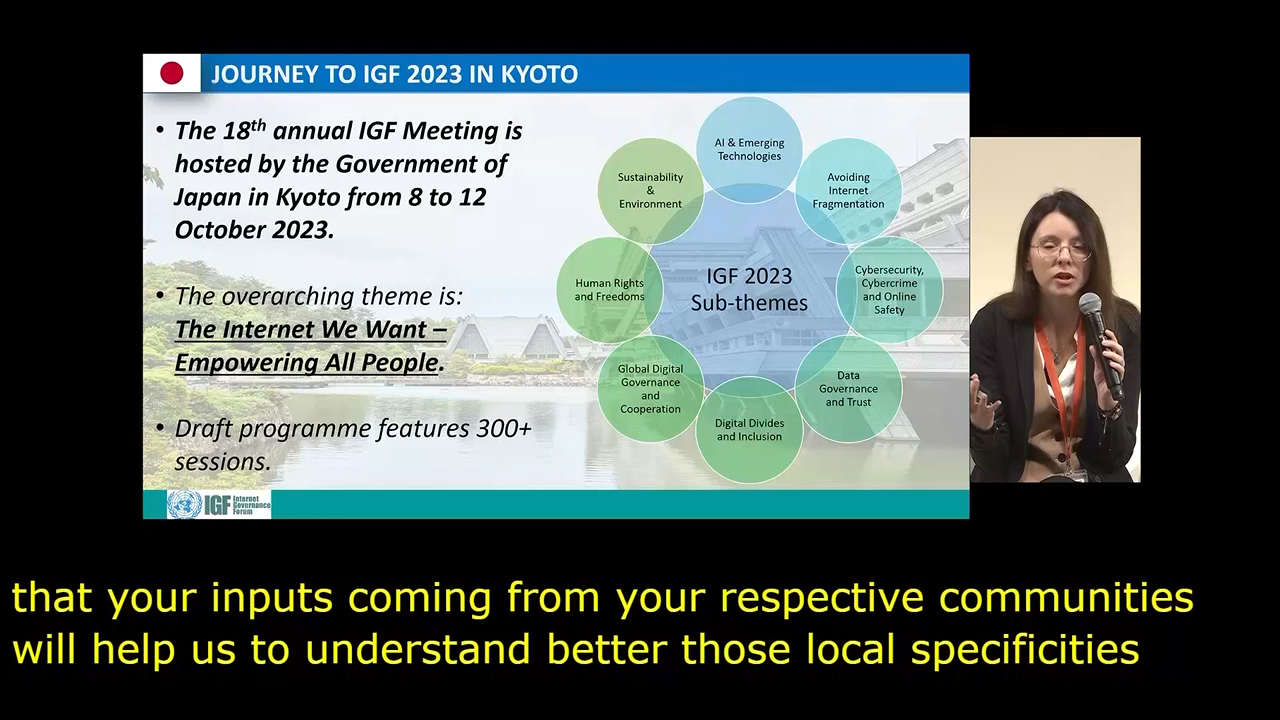 JOURNEY TO IGF 2023 IN KYOTO
• The 18th annual IGF Meeting is
hosted by the Government of
Japan in Kyoto from 8 to 12
October 2023.
• The overarching theme is:
The Internet We Want –
Empowering All People.
• Draft programme features 300+
sessions.
AI & Emerging
Technologies
Avoiding
Internet
Fragmentation
Cybersecurity,
Cybercrime
and Online
Safety
Data
Governance
and Trust
Digital Divides
and Inclusion
Global Digital
Governance
and
Cooperation
Human Rights
and Freedoms
Sustainability
&
Environment
IGF 2023
Sub-themes
IGF
Internet
Governance
Forum
that your inputs coming from your respective communities
will help us to understand better those local specificities